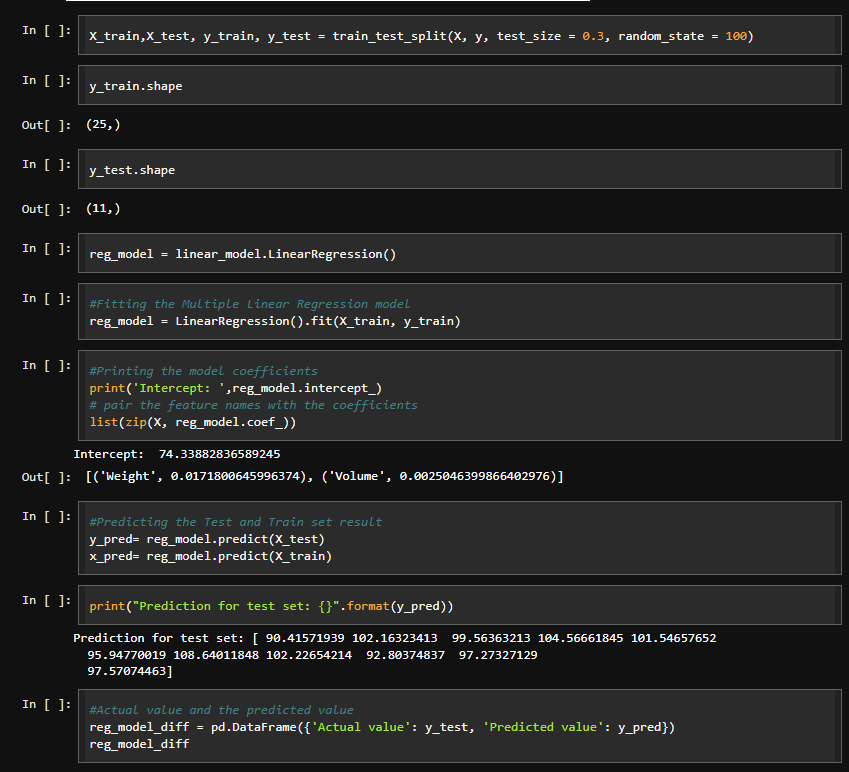 In [ ]: X_train,X_test, y_train, y_test = train_test_split(X, y, test_size = 0.3, random_state = 100)
In [ ]: y_train.shape
Out[ ]: (25,)
In [ ]: y_test.shape
Out[ ]: (11,)
In [ ]: reg_model = linear_model.LinearRegression()
In [ ]: #Fitting the Multiple Linear Regression model
reg_model = LinearRegression().fit(X_train, y_train)
In [ ]: #Printing the model coefficients
print('Intercept: ',reg_model.intercept_)
# pair the feature names with the coefficients
list(zip(X, reg_model.coef_))
Intercept:  74.33882836589245
Out[ ]: [('Weight', 0.0171800645996374), ('Volume', 0.0025046399866402976)]
In [ ]: #Predicting the Test and Train set result
y_pred= reg_model.predict(X_test)
x_pred= reg_model.predict(X_train)
In [ ]: print("Prediction for test set: {}".format(y_pred))
Prediction for test set: [ 90.41571939 102.16323413  99.56363213 104.56661845 101.54657652
95.94770019 108.64011848 102.22654214  92.80374837  97.27327129
97.57074463]
In [ ]: #Actual value and the predicted value
reg_model_diff = pd.DataFrame({'Actual value': y_test, 'Predicted value': y_pred})
reg_model_diff